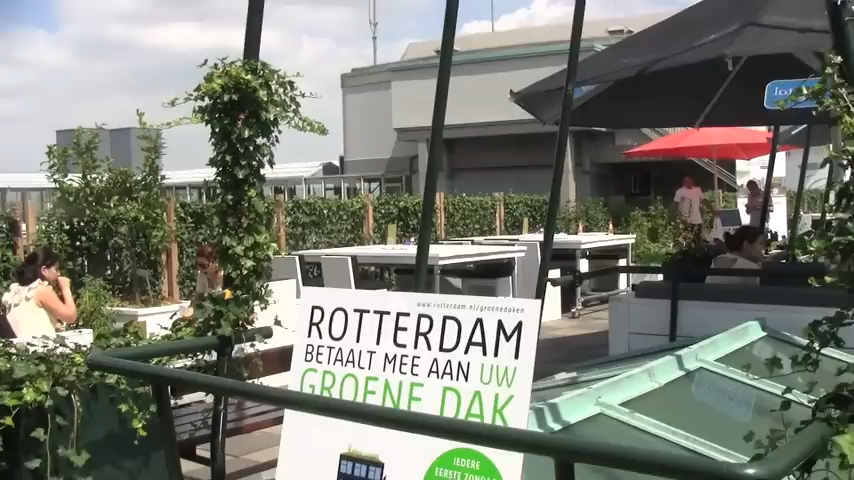 www.rotterdam.nl/groenedaken
ROTTERDAM
BETAALT MEE AAN UW
GROENE DAK
IEDERE
EERSTE ZONDAG